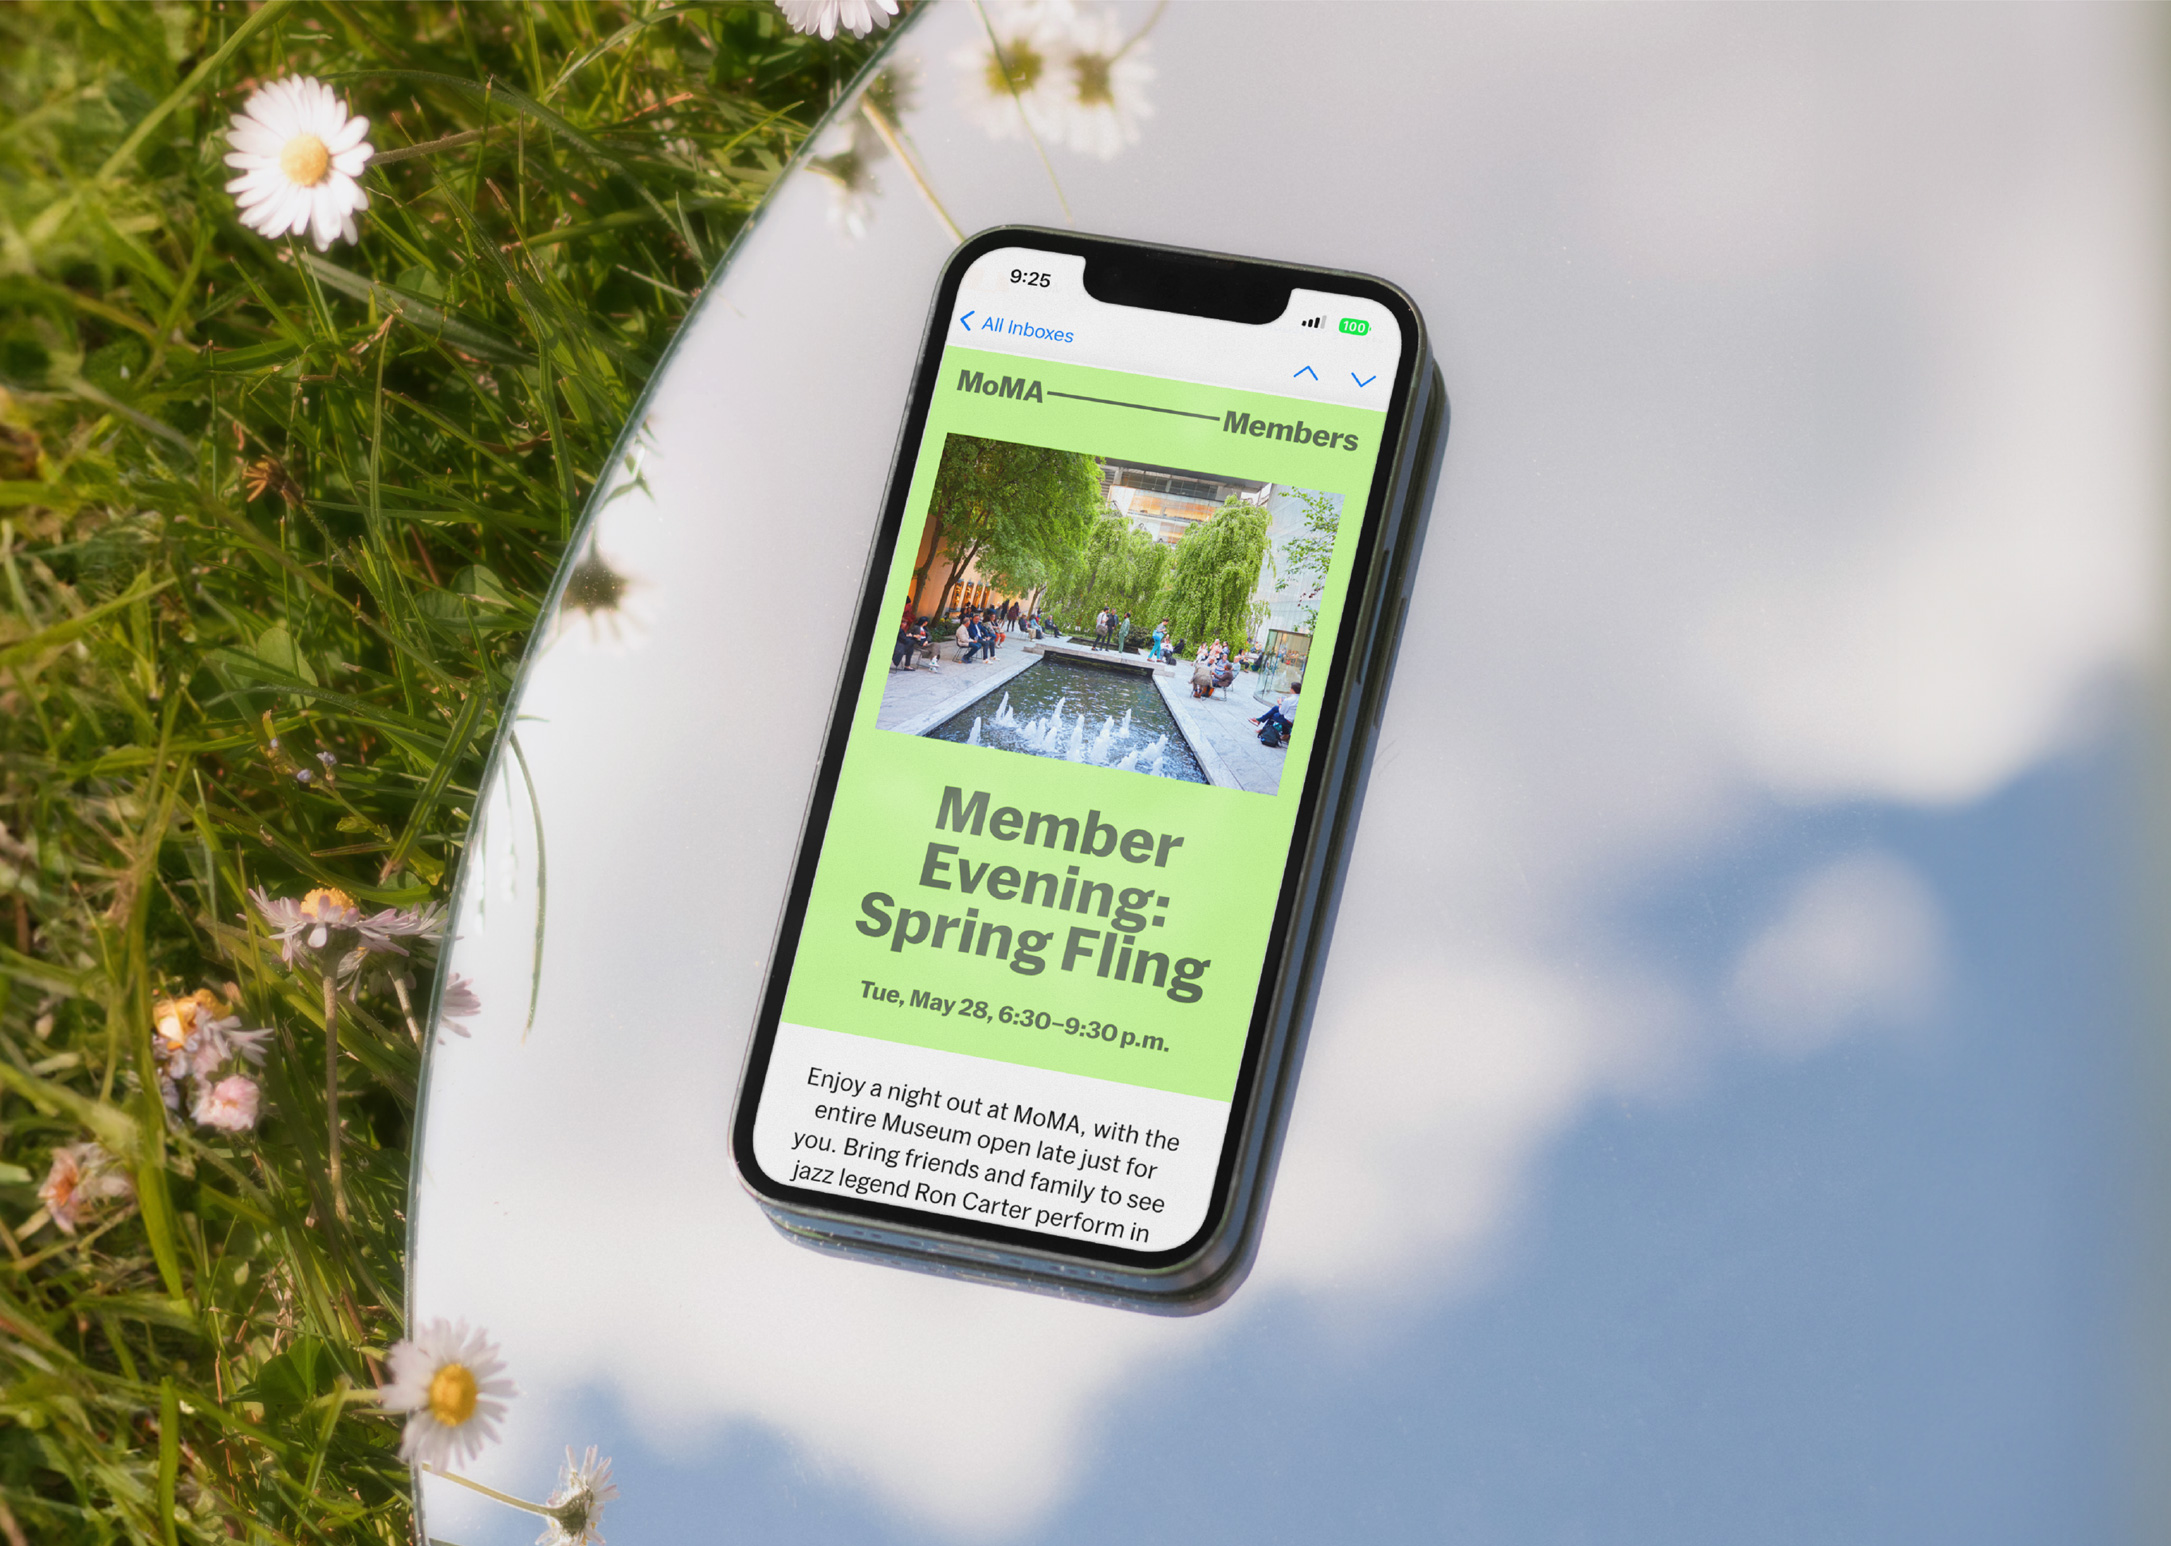 9:25
100
All Inboxes
MoMA Members
Member
Evening:
Spring Fling
Tue, May 28, 6:30–9:30 p.m.
Enjoy a night out at MoMA, with the
entire Museum open late just for
you. Bring friends and family to see
jazz legend Ron Carter perform in